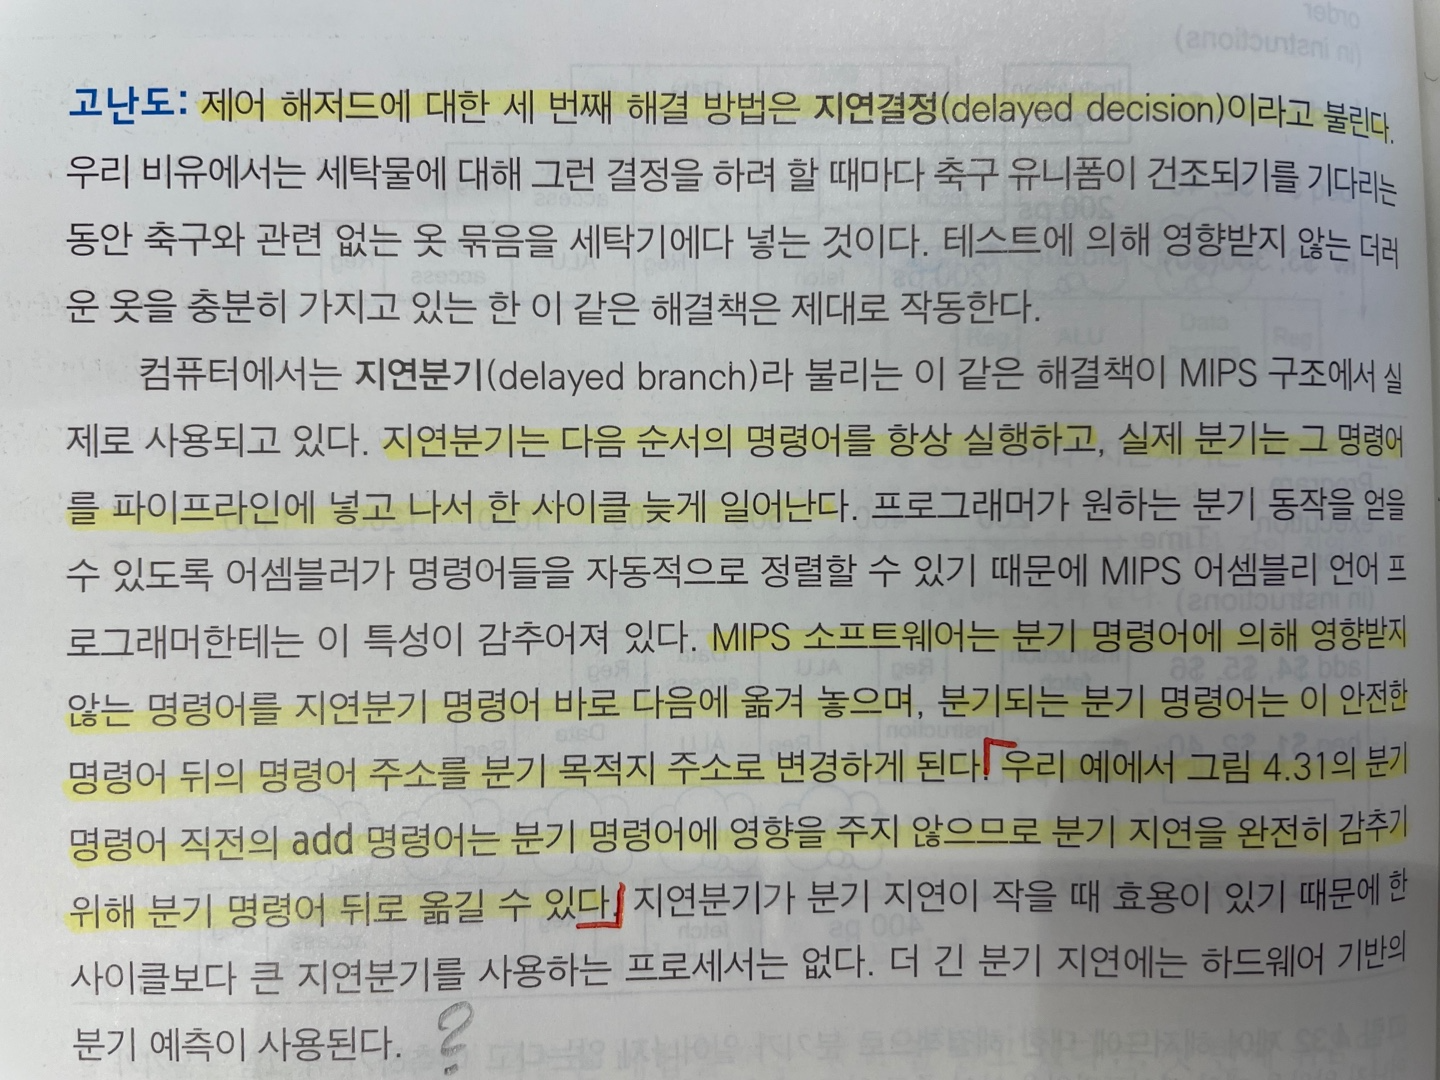 고난도: 제어 해저드에 대한 세 번째 해결 방법은 지연결정(delayed decision)이라고 불린다.
우리 비유에서는 세탁물에 대해 그런 결정을 하려 할 때마다 축구 유니폼이 건조되기를 기다리는
동안 축구와 관련 없는 옷 묶음을 세탁기에다 넣는 것이다. 테스트에 의해 영향받지 않는 더러
운 옷을 충분히 가지고 있는 한 이 같은 해결책은 제대로 작동한다.
컴퓨터에서는 지연분기(delayed branch)라 불리는 이 같은 해결책이 MIPS 구조에서 실
제로 사용되고 있다. 지연분기는 다음 순서의 명령어를 항상 실행하고, 실제 분기는 그 명령어
를 파이프라인에 넣고 나서 한 사이클 늦게 일어난다. 프로그래머가 원하는 분기 동작을 얻을
수 있도록 어셈블러가 명령어들을 자동적으로 정렬할 수 있기 때문에 MIPS 어셈블리 언어 프
로그래머한테는 이 특성이 감추어져 있다. MIPS 소프트웨어는 분기 명령어에 의해 영향받지
않는 명령어를 지연분기 명령어 바로 다음에 옮겨 놓으며, 분기되는 분기 명령어는 이 안전한
명령어 뒤의 명령어 주소를 분기 목적지 주소로 변경하게 된다. 우리 예에서 그림 4.31의 분기
명령어 직전의 add 명령어는 분기 명령어에 영향을 주지 않으므로 분기 지연을 완전히 감추기
위해 분기 명령어 뒤로 옮길 수 있다. 지연분기가 분기 지연이 작을 때 효용이 있기 때문에 한
사이클보다 큰 지연분기를 사용하는 프로세서는 없다. 더 긴 분기 지연에는 하드웨어 기반의
분기 예측이 사용된다. ?